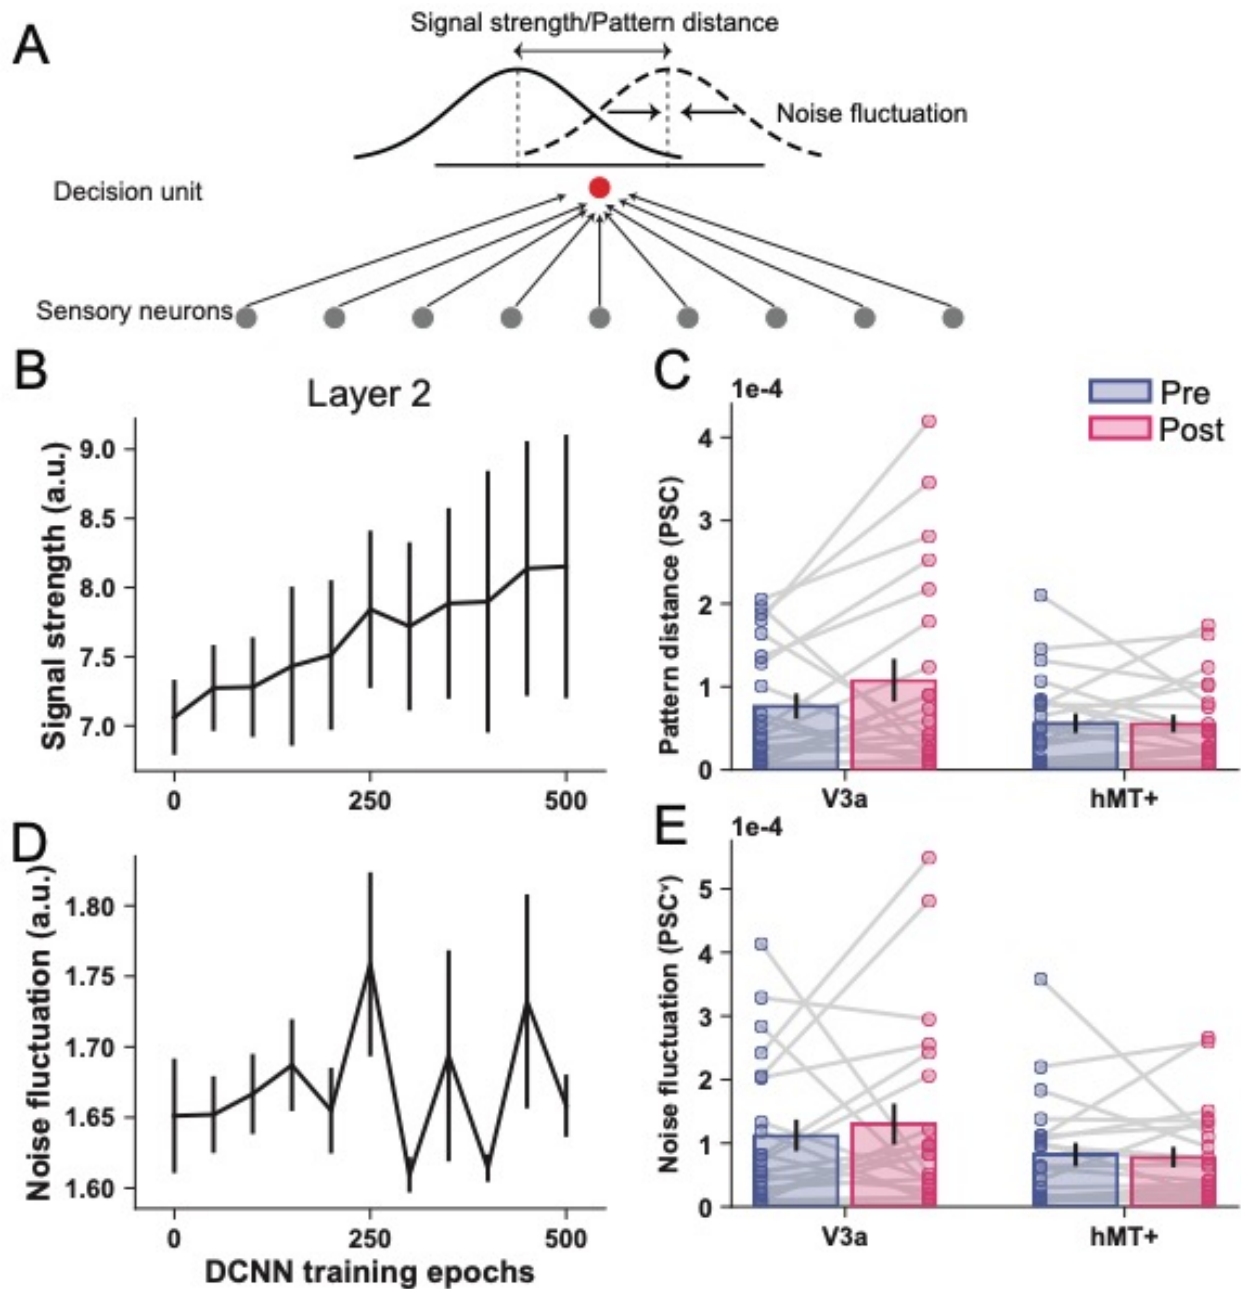 A
Signal strength/Pattern distance
Noise fluctuation
Decision unit
Sensory neurons
B
Layer 2
Signal strength (a.u.)
9.0
8.5
8.0
7.5
7.0
0
250
500
C
1e-4
Pre
Post
Pattern distance (PSC)
4
3
2
1
0
V3a
hMT+
D
Noise fluctuation (a.u.)
1.80
1.75
1.70
1.65
1.60
0
250
500
DCNN training epochs
E
1e-4
Noise fluctuation (PSC
5
4
3
2
1
0
V3a
hMT+